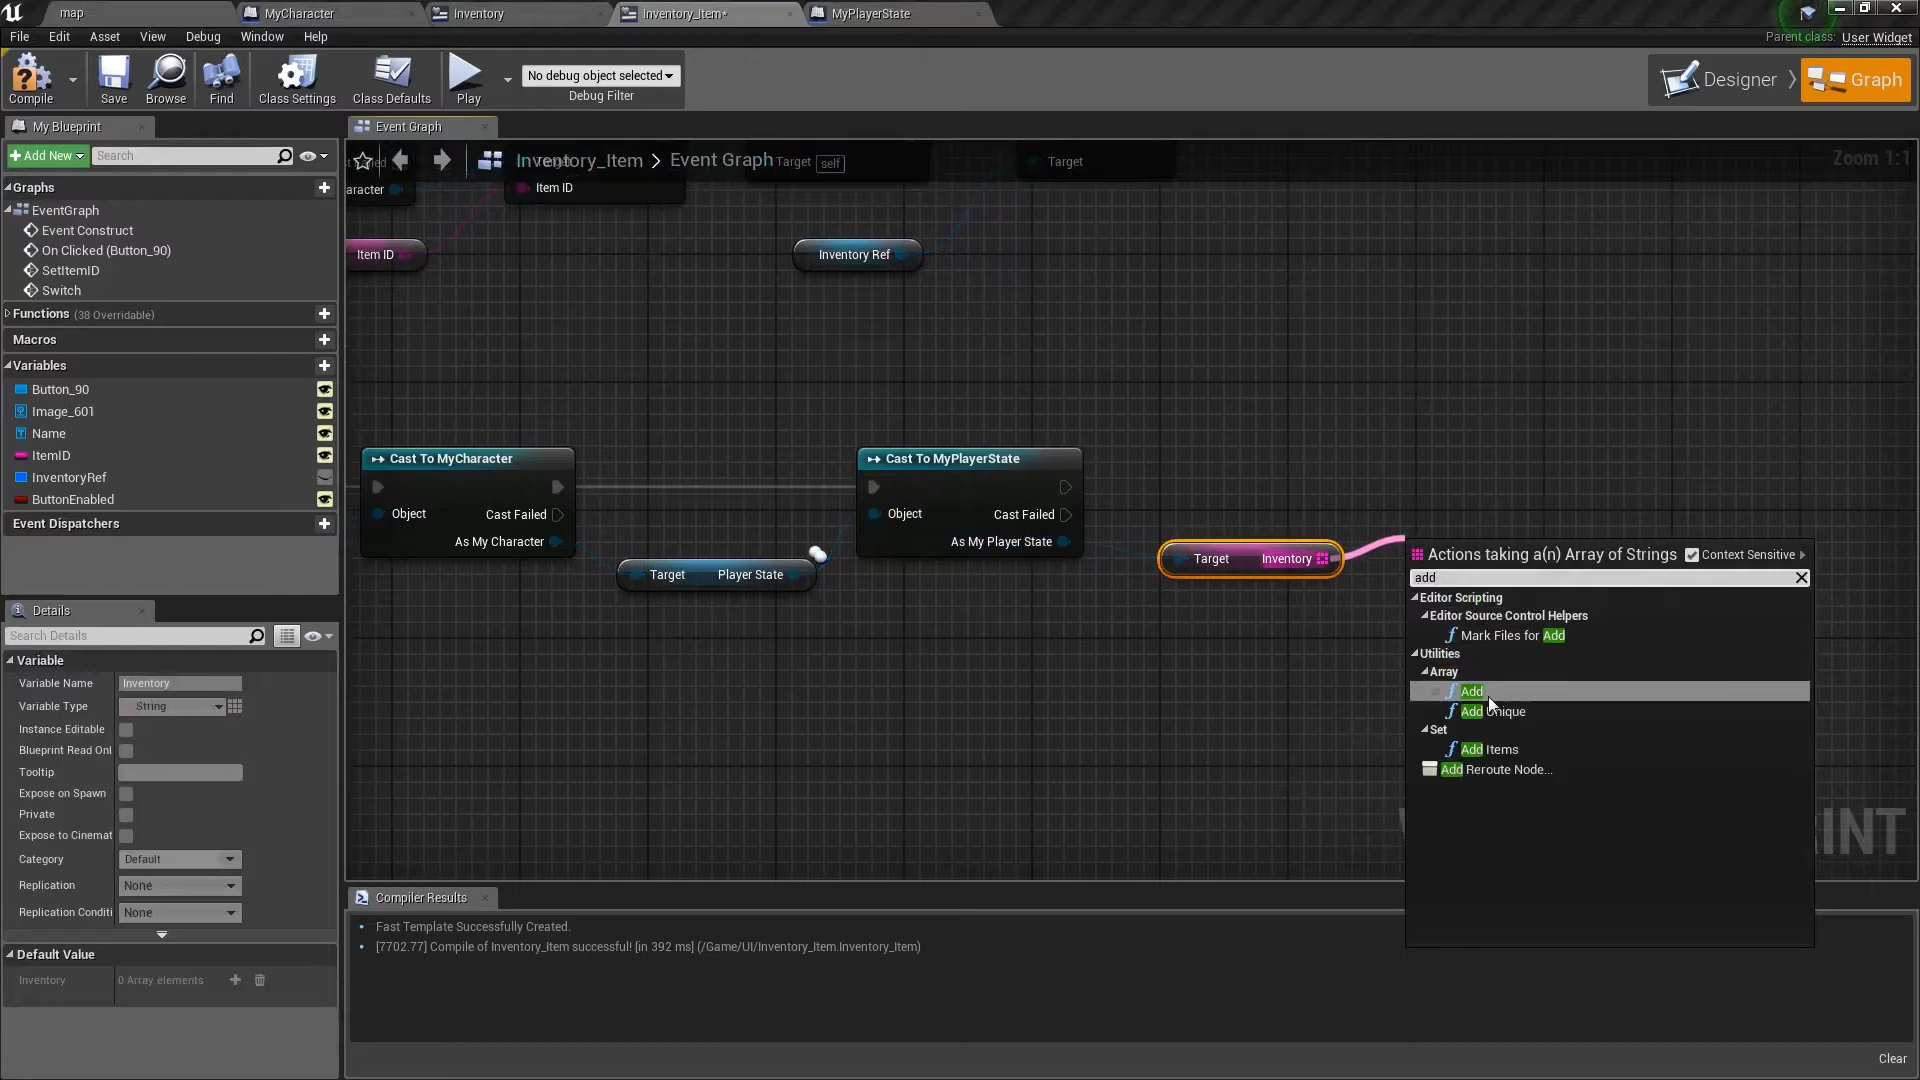 map
MyCharacter
Inventory
Inventory_Item*
MyPlayerState
File Edit Asset View Debug Window Help
Parent class: User Widget
Compile
Save
Browse
Find
Class Settings
Class Defaults
Play
No debug object selected
Debug Filter
Designer
Graph
My Blueprint
Event Graph
Add New
Search
Inventory_Item > Event Graph
Target
self
Target
Zoom 1:1
Graphs
aracter
Item ID
EventGraph
Event Construct
On Clicked (Button_90)
Item ID
Inventory Ref
SetItemID
Switch
Functions (38 Overridable)
Macros
Variables
Button_90
Image_601
Name
ItemID
InventoryRef
ButtonEnabled
Event Dispatchers
Cast To MyCharacter
Object
Cast Failed
As My Character
Target
Player State
Cast To MyPlayerState
Object
Cast Failed
As My Player State
Target
Inventory
Actions taking a(n) Array of Strings
Context Sensitive
add
Editor Scripting
Editor Source Control Helpers
Mark Files for Add
Utilities
Array
Add
Add Unique
Set
Add Items
Add Reroute Node...
Details
Search Details
Variable
Variable Name
Inventory
Variable Type
String
Instance Editable
Blueprint Read Onl
Tooltip
Expose on Spawn
Private
Expose to Cinemat
Category
Default
Replication
None
Replication Conditi
None
Default Value
Inventory
0 Array elements
Compiler Results
Fast Template Successfully Created.
[7702.77] Compile of Inventory_Item successful! [in 392 ms] (/Game/UI/Inventory_Item.Inventory_Item)
Clear